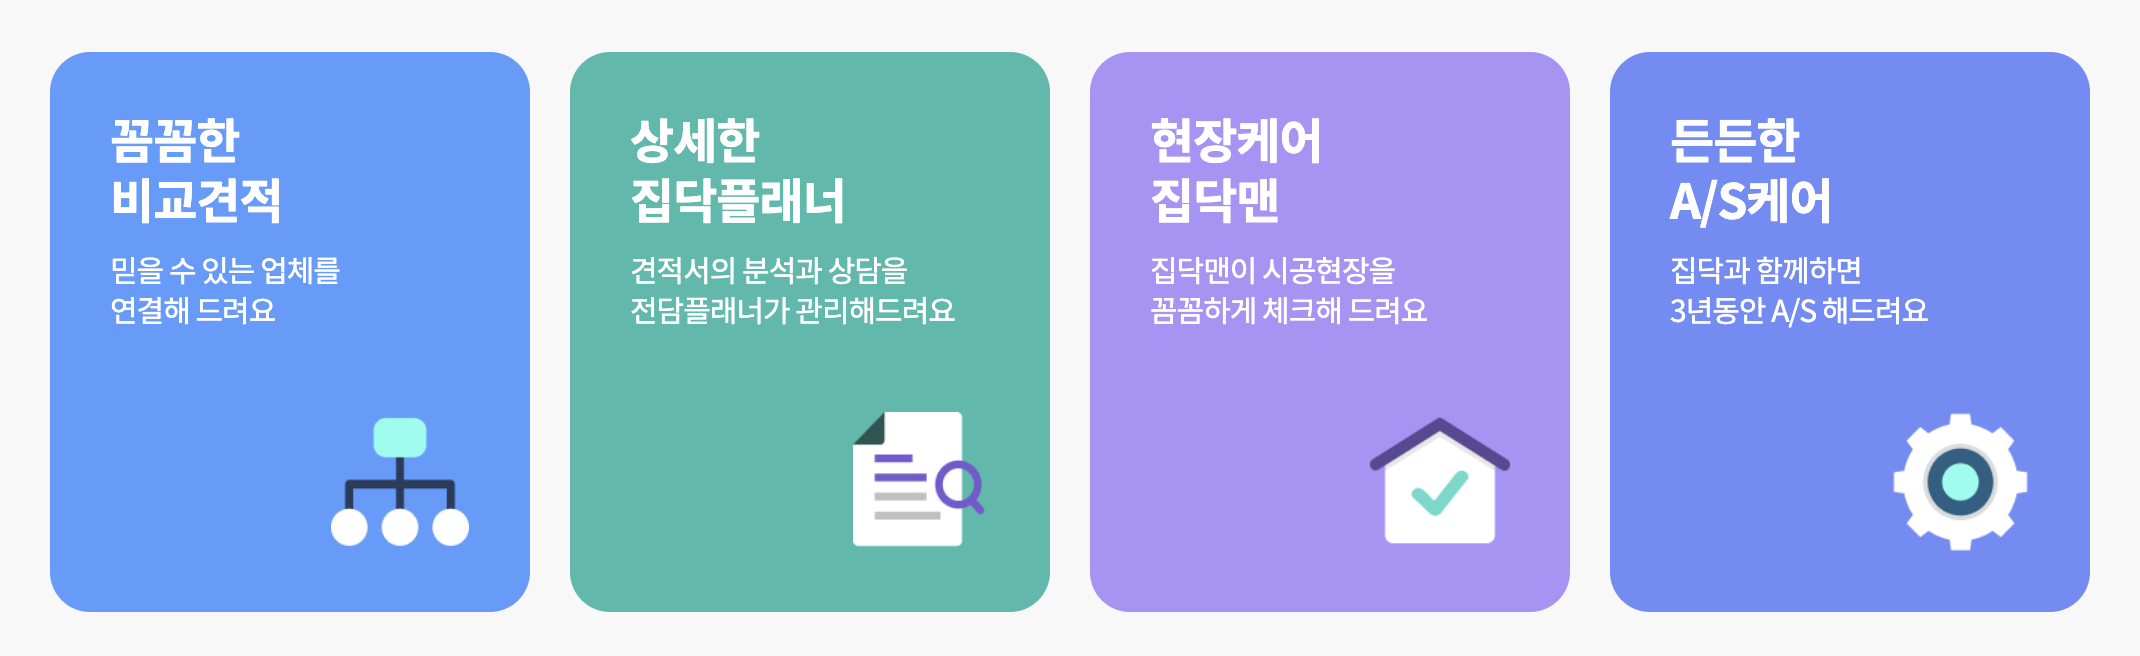 꼼꼼한
비교견적
믿을 수 있는 업체를
연결해 드려요
상세한
집닥플래너
견적서의 분석과 상담을
전담플래너가 관리해드려요
현장케어
집닥맨
집닥맨이 시공현장을
꼼꼼하게 체크해 드려요
든든한
A/S케어
집닥과 함께하면
3년동안 A/S 해드려요